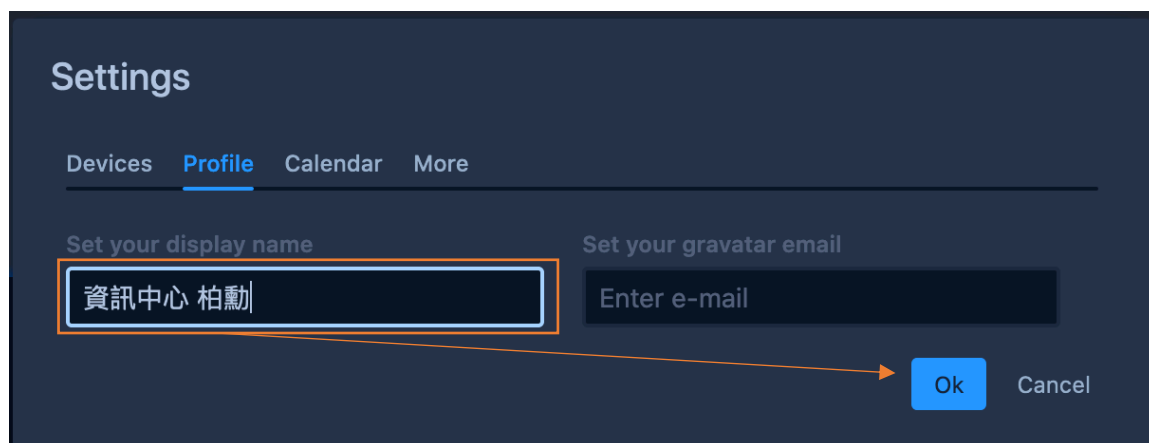 Settings
Devices Profile Calendar More
Set your display name Set your gravatar email
資訊中心 柏勳 Enter e-mail
Ok Cancel